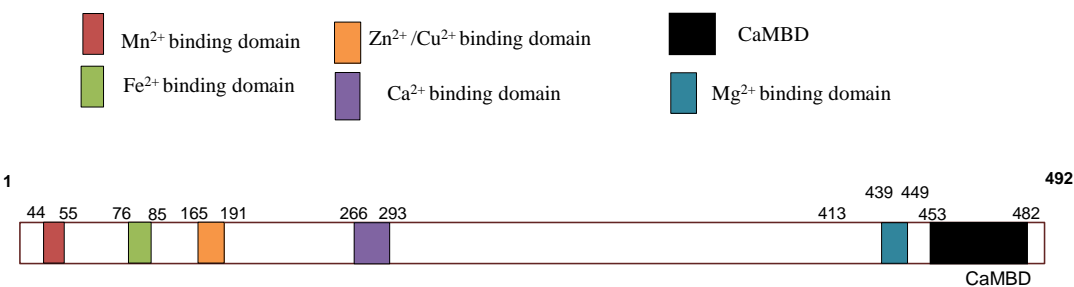 Mn²⁺ binding domain
Zn²⁺/Cu²⁺ binding domain
CaMBD
Fe²⁺ binding domain
Ca²⁺ binding domain
Mg²⁺ binding domain
1
492
439 449
44 55 76 85 165 191 266 293 413 453 482
CaMBD